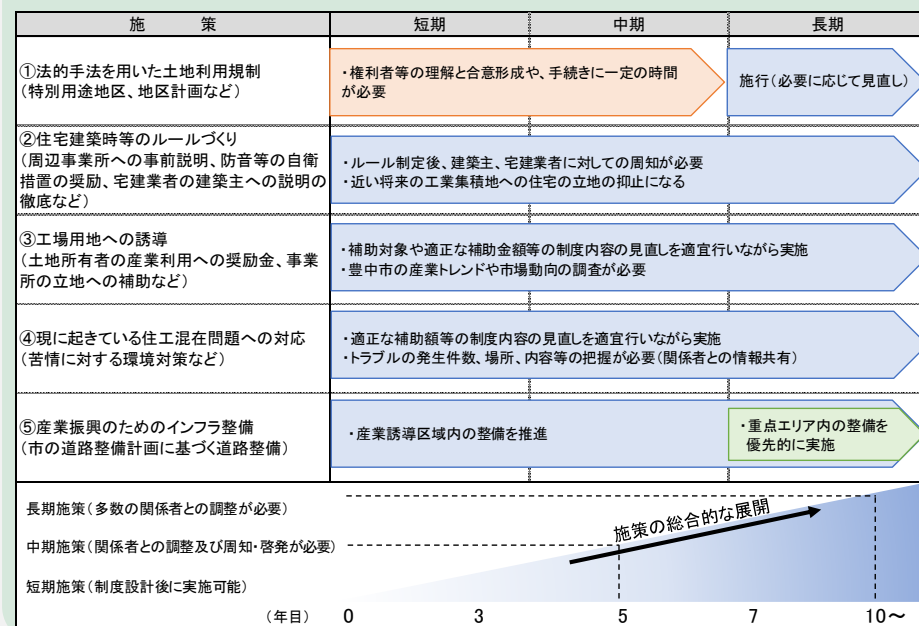 施　策
短期
中期
長期
①法的手法を用いた土地利用規制
（特別用途地区、地区計画など）
・権利者等の理解と合意形成や、手続きに一定の時間
が必要
施行（必要に応じて見直し）
②住宅建築時等のルールづくり
（周辺事業所への事前説明、防音等の自衛
措置の奨励、宅建業者の建築主への説明の
徹底など）
・ルール制定後、建築主、宅建業者に対しての周知が必要
・近い将来の工業集積地への住宅の立地の抑止になる
③工場用地への誘導
（土地所有者の産業利用への奨励金、事業
所の立地への補助など）
・補助対象や適正な補助金額等の制度内容の見直しを適宜行いながら実施
・豊中市の産業トレンドや市場動向の調査が必要
④現に起きている住工混在問題への対応
（苦情に対する環境対策など）
・適正な補助額等の制度内容の見直しを適宜行いながら実施
・トラブルの発生件数、場所、内容等の把握が必要（関係者との情報共有）
⑤産業振興のためのインフラ整備
（市の道路整備計画に基づく道路整備）
・産業誘導区域内の整備を推進
・重点エリア内の整備を
優先的に実施
長期施策（多数の関係者との調整が必要）
中期施策（関係者との調整及び周知・啓発が必要）
短期施策（制度設計後に実施可能）
施策の総合的な展開
（年目）
0
3
5
7
10～